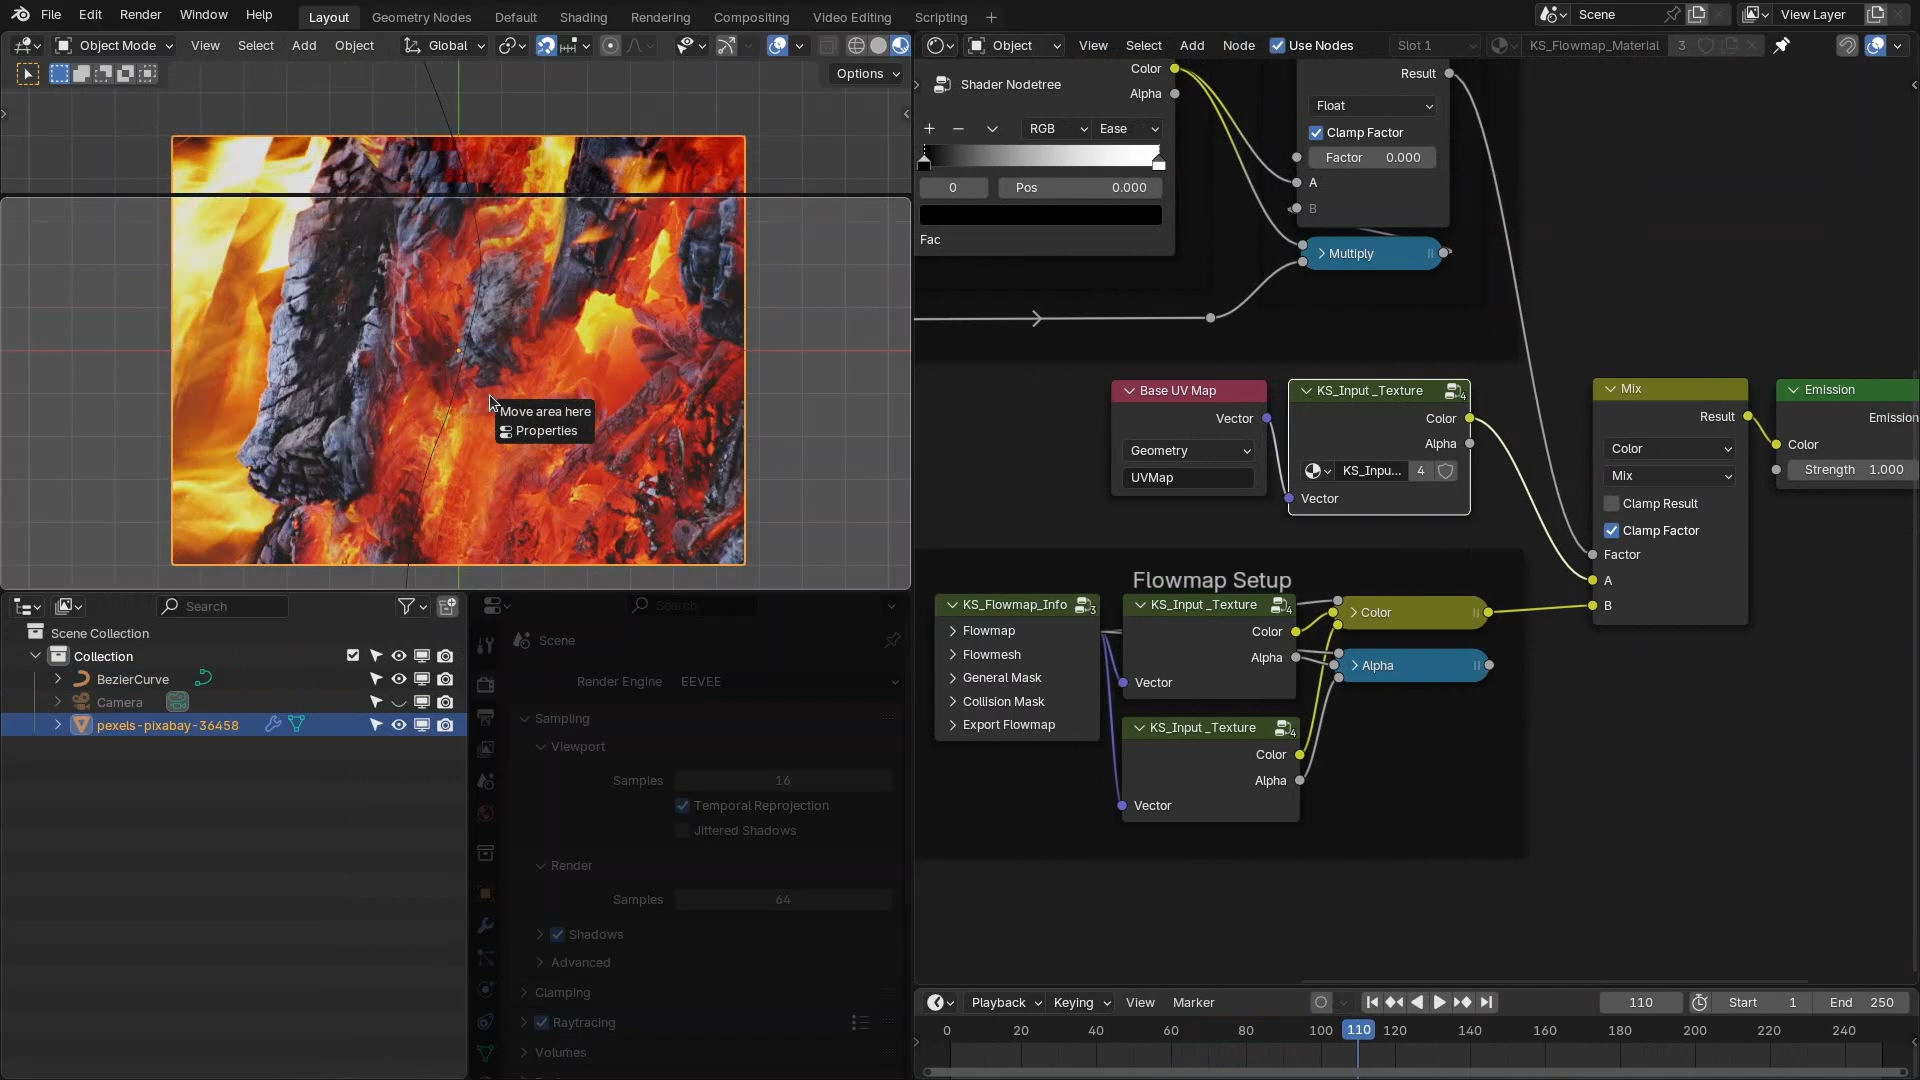 File Edit Render Window Help Layout Geometry Nodes Default Shading Rendering Compositing Video Editing Scripting Scene View Layer
Object Mode View Select Add Object Global
Options
Move area here
Properties
Object View Select Add Node Use Nodes Slot 1 KS_Flowmap_Material 3
Shader Nodetree
Color
Alpha
RGB Ease
0 Pos 0.000
Fac
Result
Float
Clamp Factor
Factor 0.000
A
B
Multiply
Base UV Map
Vector
Geometry
UVMap
KS_Input_Texture
4
Color
Alpha
KS_Inpu... 4
Vector
Mix
Result
Color
Mix
Clamp Result
Clamp Factor
Factor
A
B
Emission
Emission
Color
Strength 1.000
Flowmap Setup
KS_Flowmap_Info
3
Flowmap
Flowmesh
General Mask
Collision Mask
Export Flowmap
KS_Input_Texture
4
Color
Alpha
Vector
KS_Input_Texture
4
Color
Alpha
Vector
Color
Alpha
Search
Scene Collection
Collection
BezierCurve
Camera
pexels-pixabay-36458
Search
Scene
Render Engine EEVEE
Sampling
Viewport
Samples 16
Temporal Reprojection
Jittered Shadows
Render
Samples 64
Shadows
Advanced
Clamping
Raytracing
Volumes
Playback Keying View Marker 110 Start 1 End 250
0 20 40 60 80 100 110 120 140 160 180 200 220 240